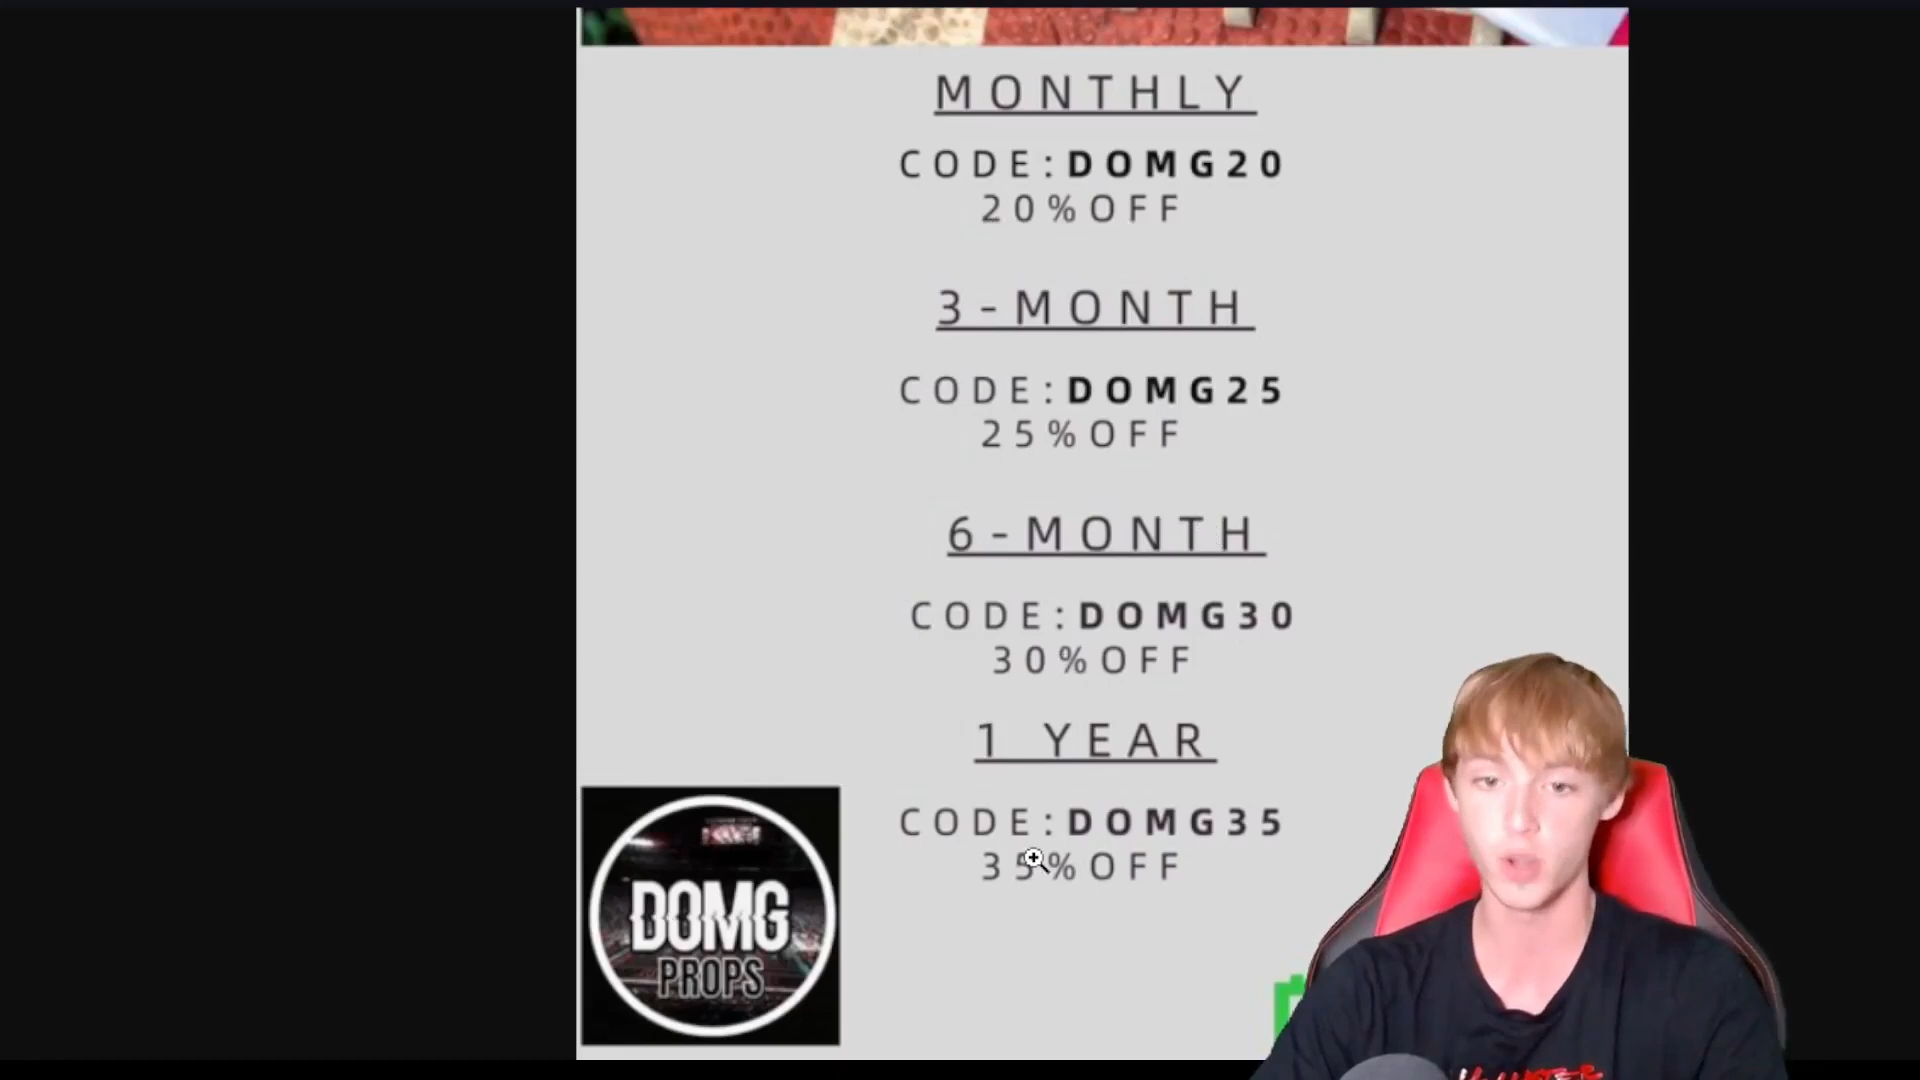 MONTHLY
CODE:DOMG20
20%OFF
3-MONTH
CODE:DOMG25
25%OFF
6-MONTH
CODE:DOMG30
30%OFF
1 YEAR
CODE:DOMG35
35%OFF
DOMG
PROPS